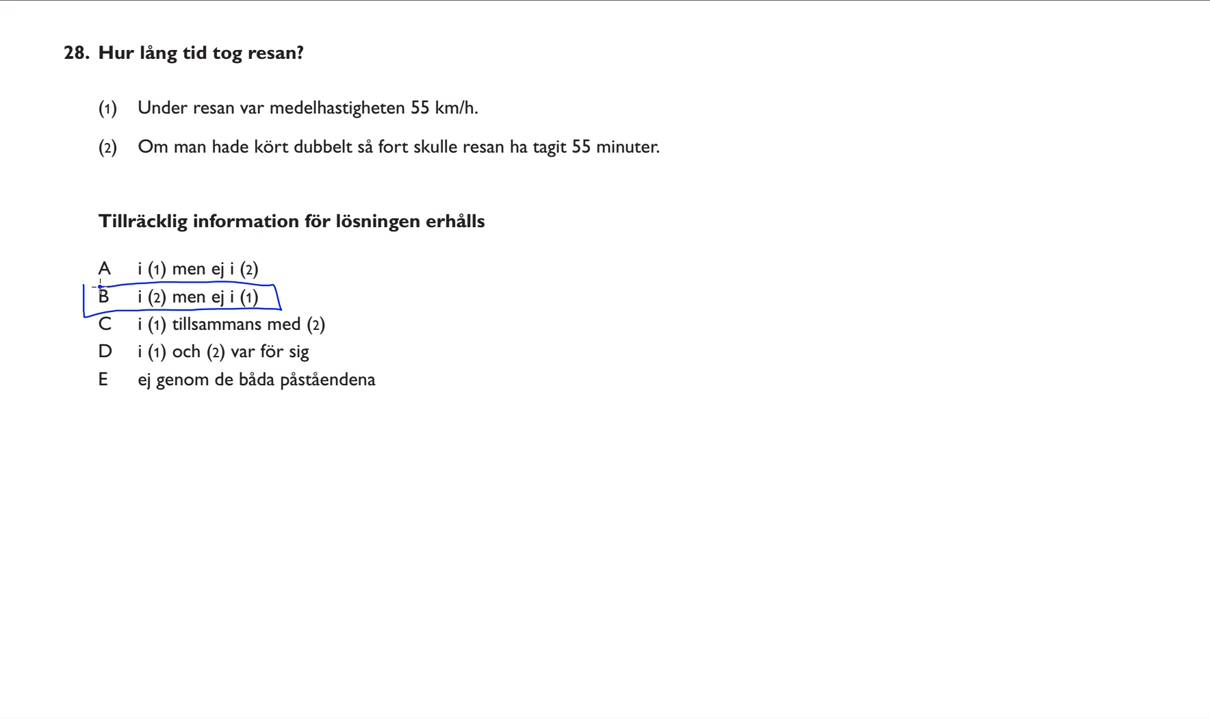 28. Hur lång tid tog resan?
(1) Under resan var medelhastigheten 55 km/h.
(2) Om man hade kört dubbelt så fort skulle resan ha tagit 55 minuter.
Tillräcklig information för lösningen erhålls
A i (1) men ej i (2)
B i (2) men ej i (1)
C i (1) tillsammans med (2)
D i (1) och (2) var för sig
E ej genom de båda påståendena